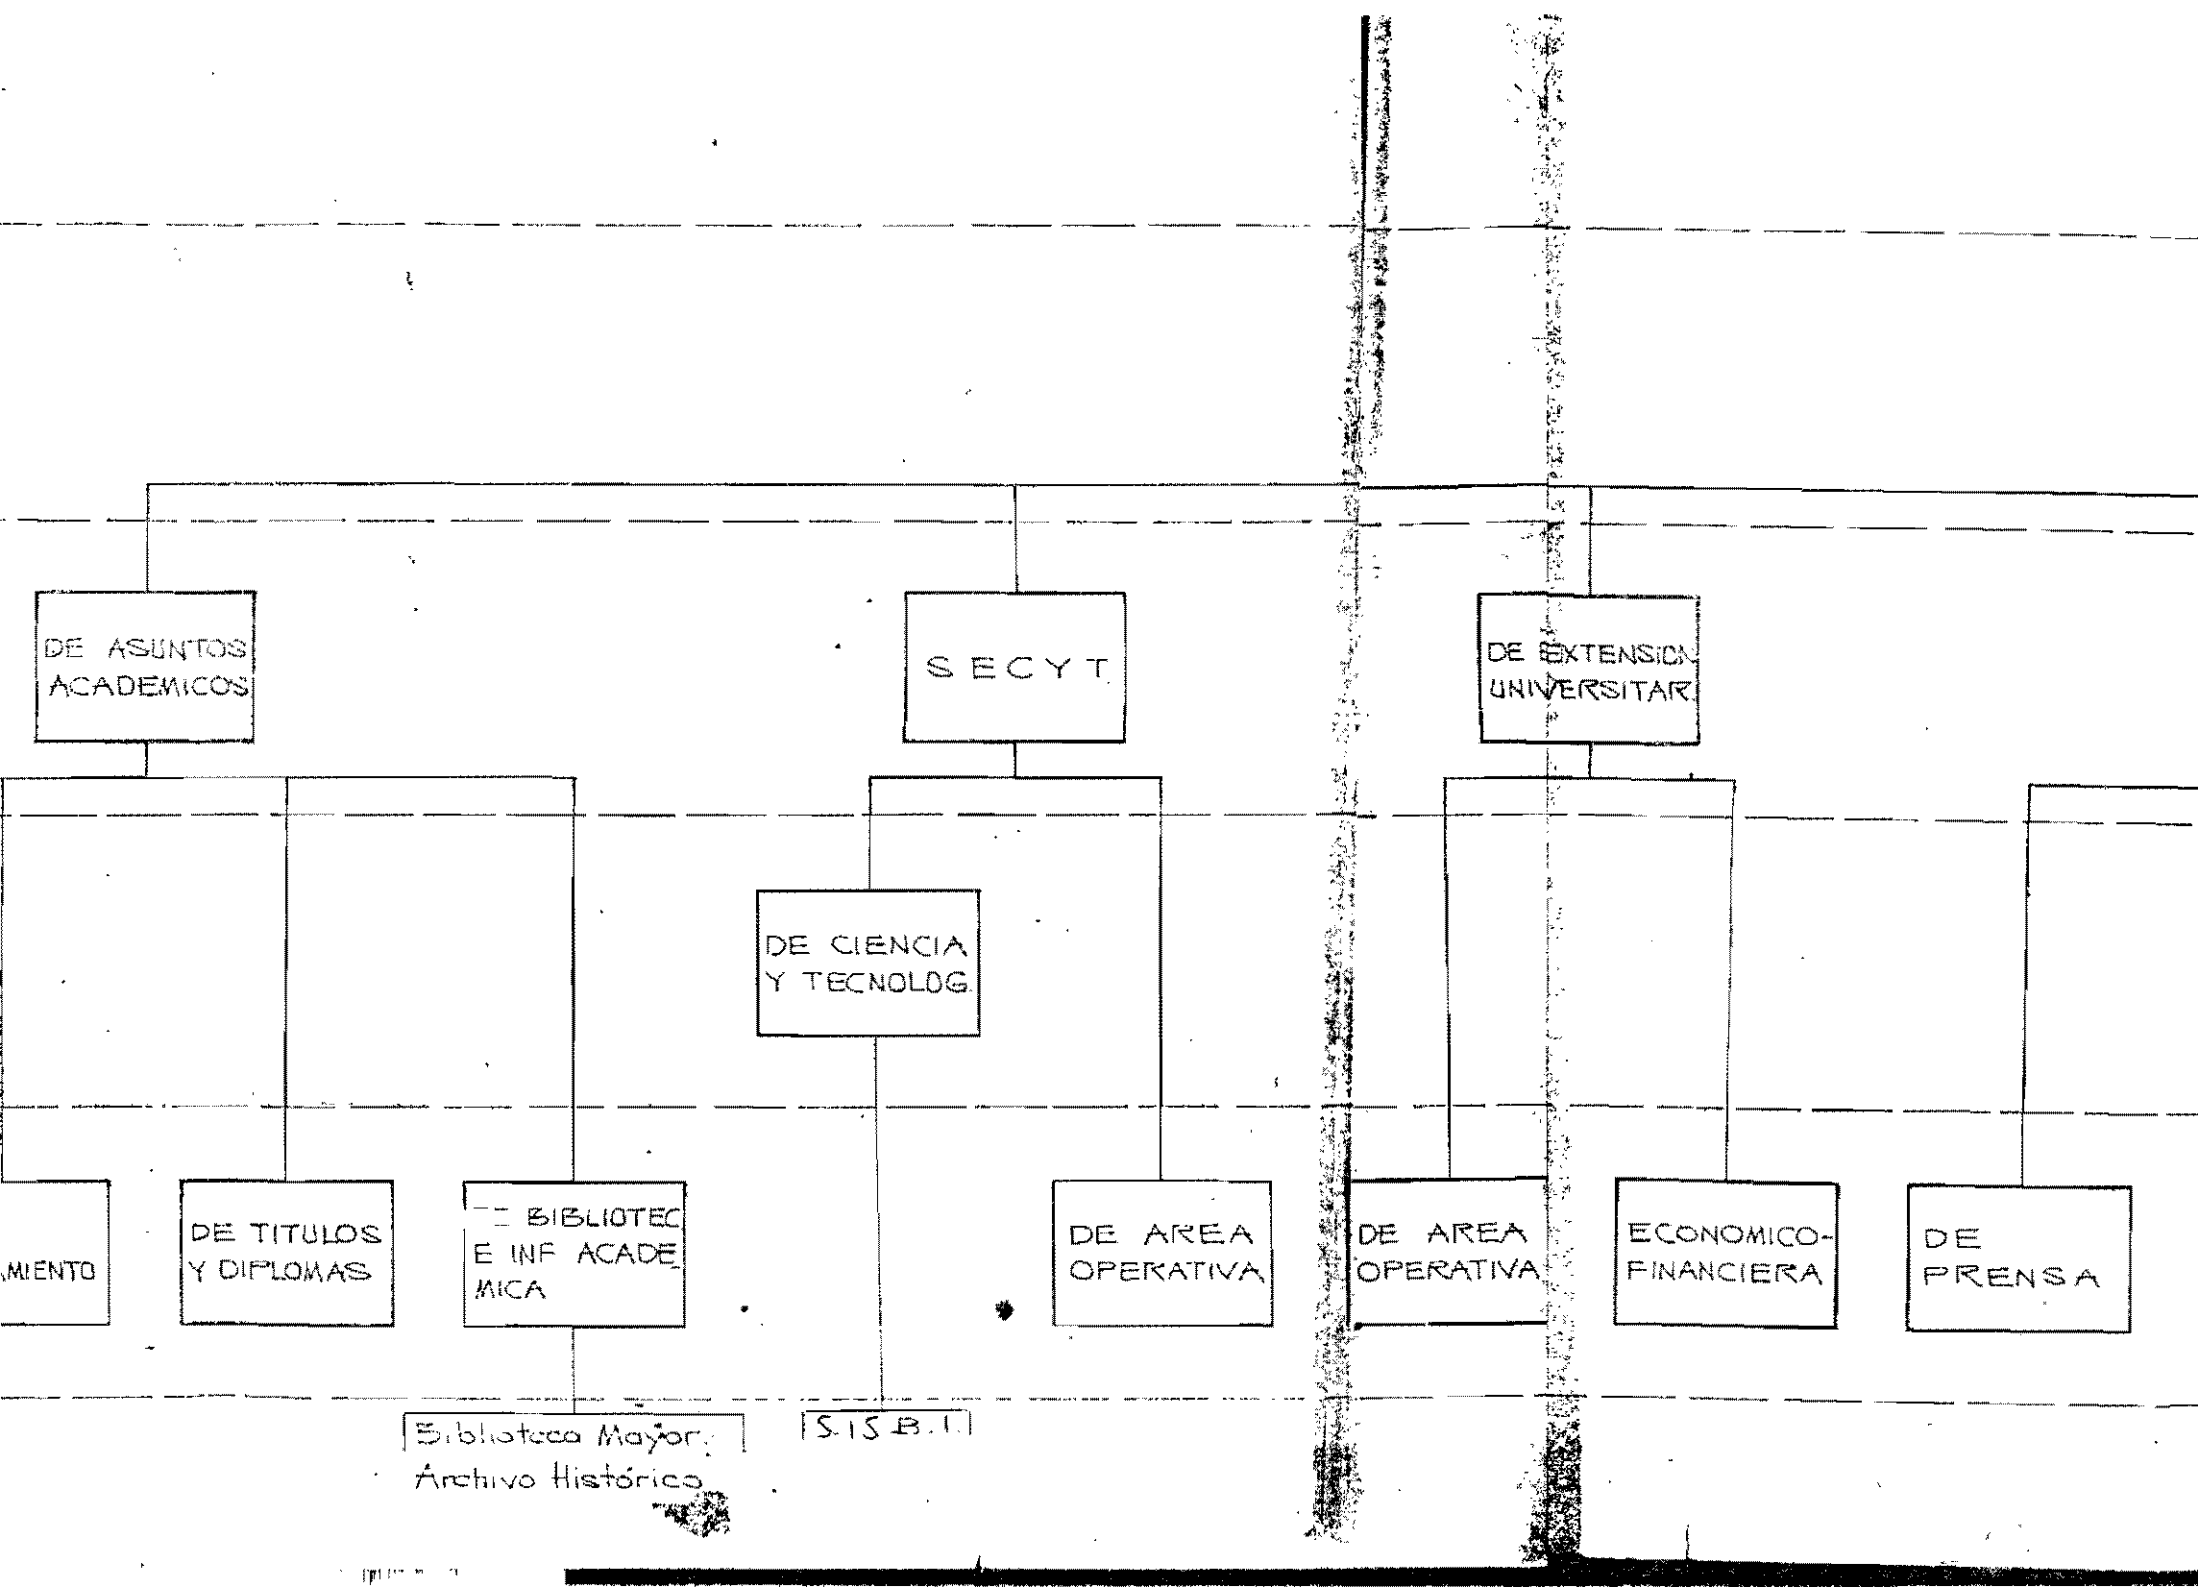 DE ASUNTOS
ACADEMICOS
S E C Y T
DE EXTENSION
UNIVERSITAR.
DE CIENCIA
Y TECNOLOG.
AMIENTO
DE TITULOS
Y DIPLOMAS
DE BIBLIOTEC
E INF ACADE
MICA
DE AREA
OPERATIVA
DE AREA
OPERATIVA
ECONOMICO-
FINANCIERA
DE
PRENSA
Biblioteca Mayor
Archivo Histórico
S.I.S.B.I.